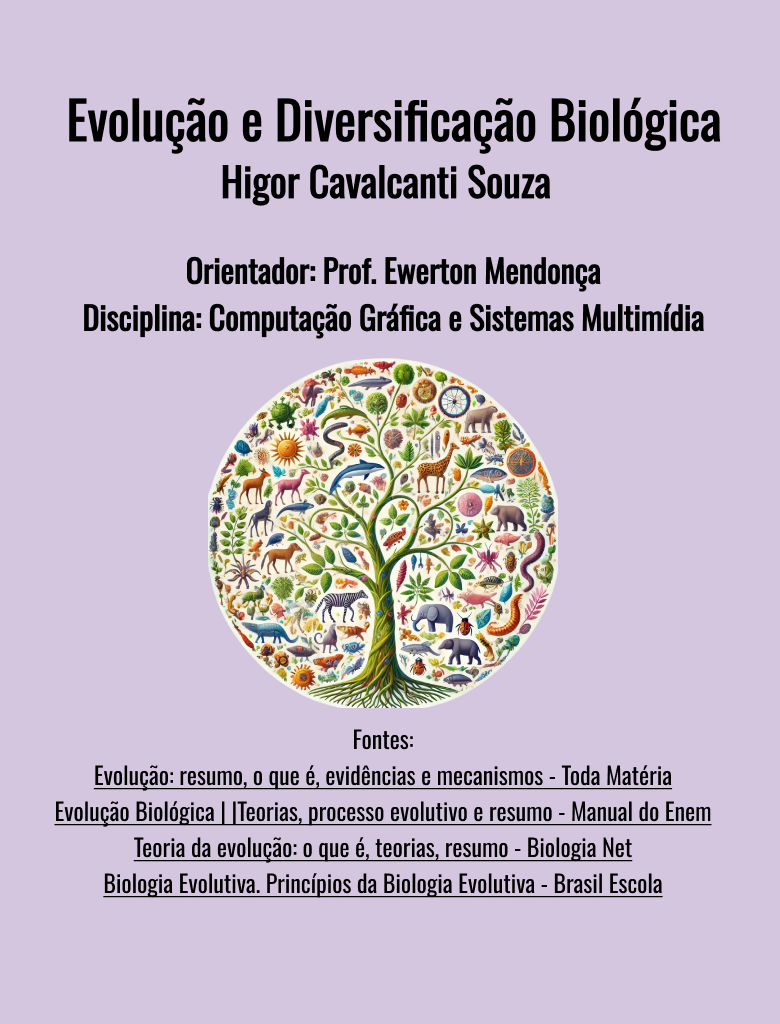 Evolução e Diversificação Biológica
Higor Cavalcanti Souza
Orientador: Prof. Ewerton Mendonça
Disciplina: Computação Gráfica e Sistemas Multimídia
Fontes:
Evolução: resumo, o que é, evidências e mecanismos - Toda Matéria
Evolução Biológica | |Teorias, processo evolutivo e resumo - Manual do Enem
Teoria da evolução: o que é, teorias, resumo - Biologia Net
Biologia Evolutiva. Princípios da Biologia Evolutiva - Brasil Escola